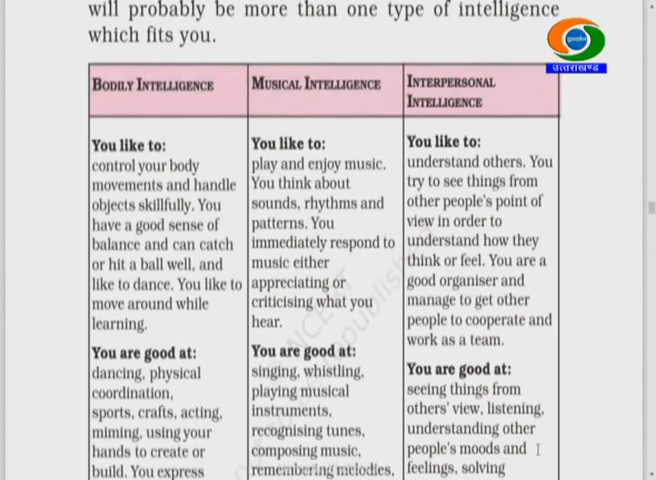 will probably be more than one type of intelligence
which fits you.
दूरदर्शन
उत्तराखण्ड
BODILY INTELLIGENCE
You like to:
control your body
movements and handle
objects skillfully. You
have a good sense of
balance and can catch
or hit a ball well, and
like to dance. You like to
move around while
learning.
You are good at:
dancing, physical
coordination,
sports, crafts, acting,
miming, using your
hands to create or
build. You express
MUSICAL INTELLIGENCE
You like to:
play and enjoy music.
You think about
sounds, rhythms and
patterns. You
immediately respond to
music either
appreciating or
criticising what you
hear.
You are good at:
singing, whistling,
playing musical
instruments,
recognising tunes,
composing music,
remembering melodies,
INTERPERSONAL
INTELLIGENCE
You like to:
understand others. You
try to see things from
other people's point of
view in order to
understand how they
think or feel. You are a
good organiser and
manage to get other
people to cooperate and
work as a team.
You are good at:
seeing things from
others' view, listening,
understanding other
people's moods and
feelings, solving